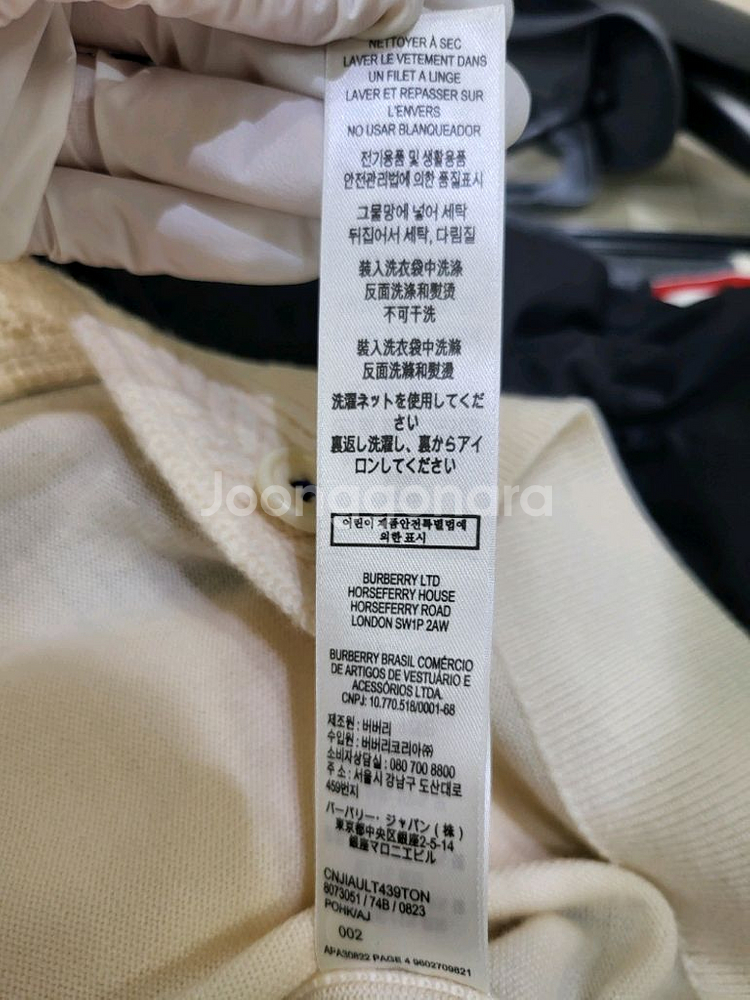 NETTOYER À SEC
LAVER LE VETEMENT DANS
UN FILET A LINGE
LAVER ET REPASSER SUR
L'ENVERS
NO USAR BLANQUEADOR
전기용품 및 생활용품
안전관리법에 의한 품질표시
그물망에 넣어 세탁
뒤집어서 세탁, 다림질
裝入洗衣袋中洗涤
反面洗涤和熨烫
不可干洗
裝入洗衣袋中洗滌
反面洗滌和熨燙
洗濯ネットを使用してくだ
さい
裏返し洗濯し、裏からアイ
ロンしてください
Joonggonara
어린이 제품안전특별법에
의한 표시
BURBERRY LTD
HORSEFERRY HOUSE
HORSEFERRY ROAD
LONDON SW1P 2AW
BURBERRY BRASIL COMÉRCIO
DE ARTIGOS DE VESTUÁRIO E
ACESSÓRIOS LTDA.
CNPJ: 10.770.518/0001-68
제조원 : 버버리
수입원 : 버버리코리아㈜
소비자상담실 : 080 700 8800
주 소 : 서울시 강남구 도산대로
459번지
バーバリー・ジャパン(株)
東京都中央区銀座2-5-14
銀座マロニエビル
CNJIAULT439TON
8073051 / 74B / 0823
POHK/AJ
002
APA30822 PAGE 4 9602709821